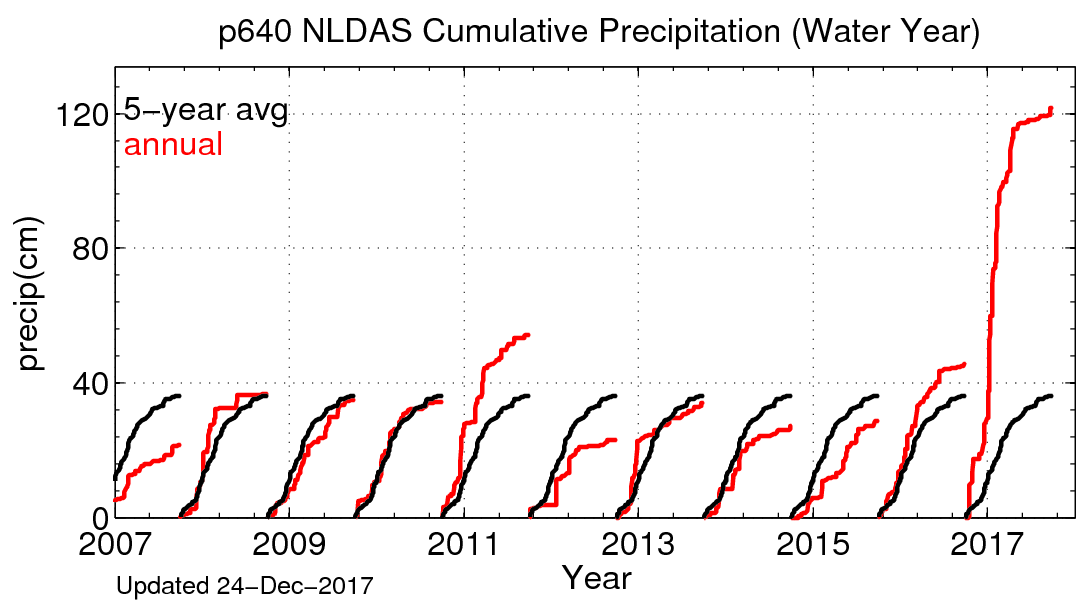 p640 NLDAS Cumulative Precipitation (Water Year)
5−year avg
annual
120
80
40
0
precip(cm)
2007 2009 2011 2013 2015 2017
Year
Updated 24−Dec−2017